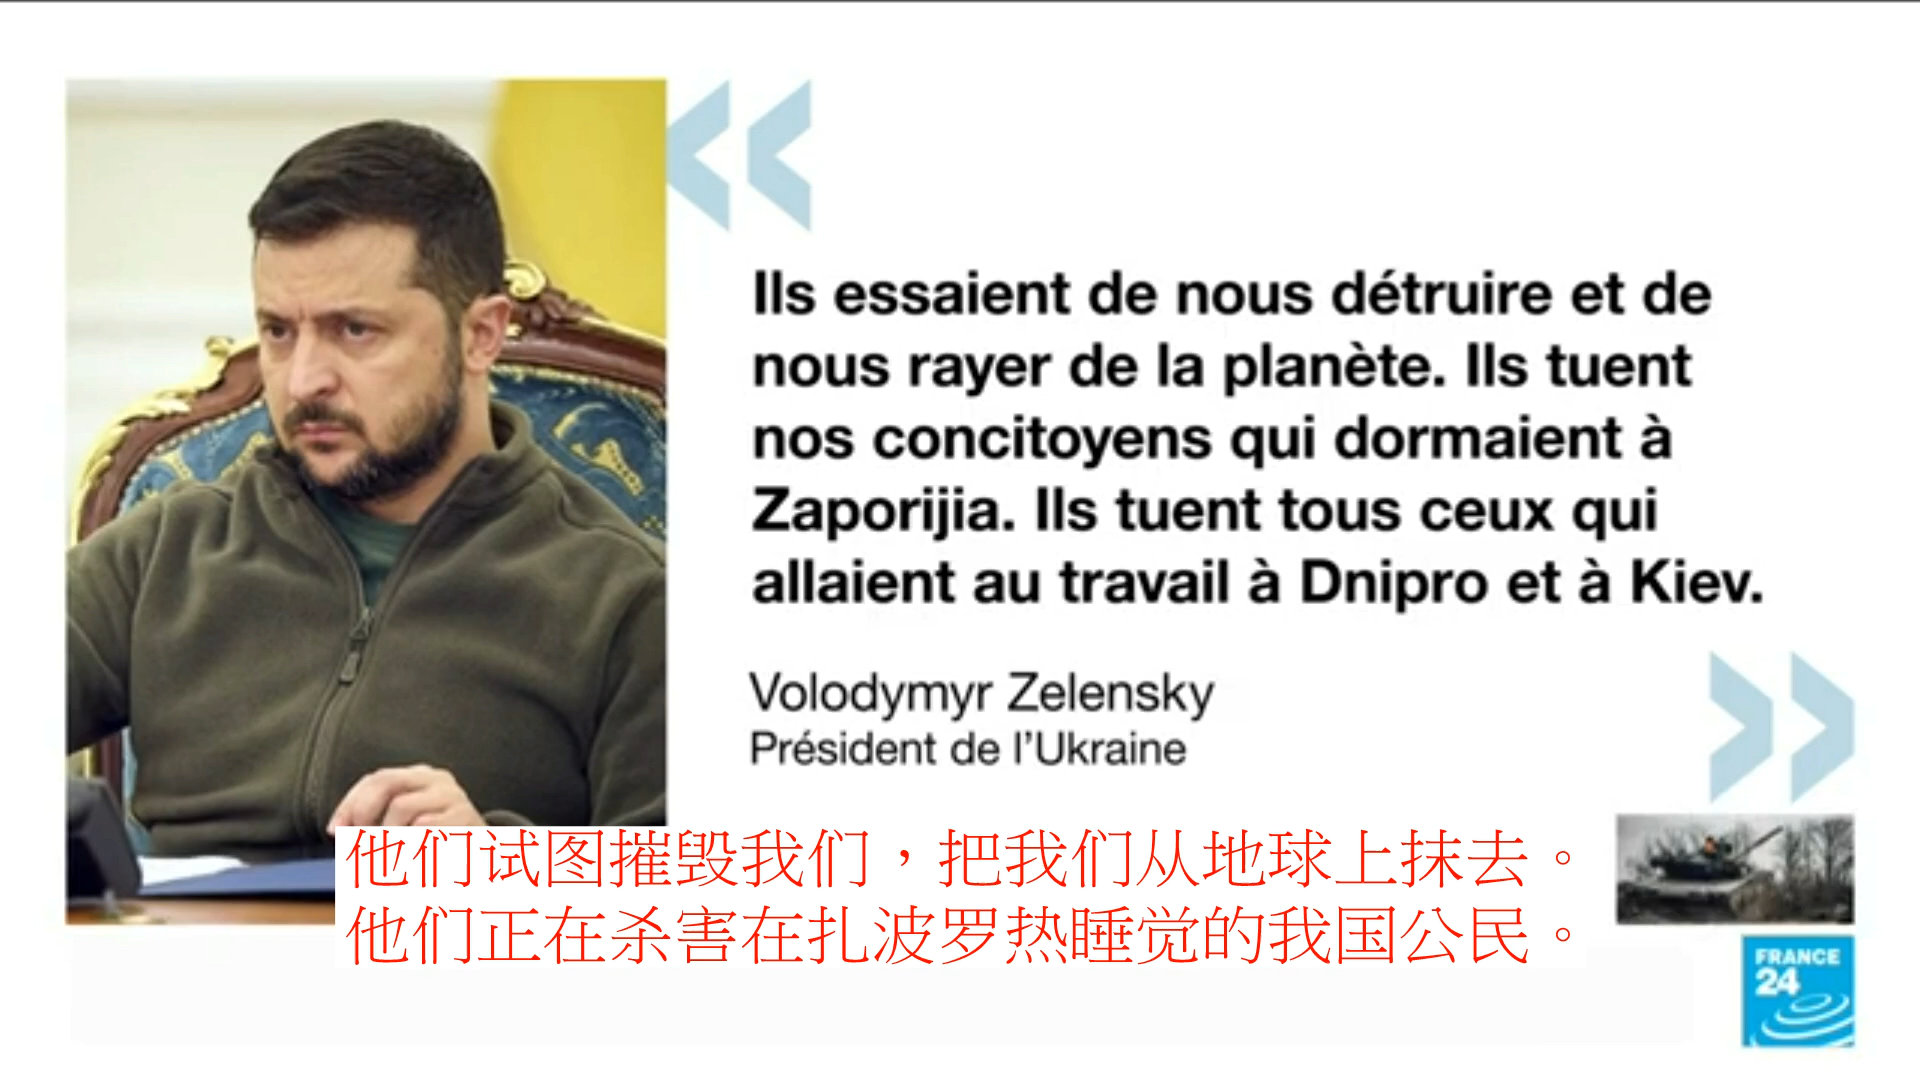 Ils essaient de nous détruire et de
nous rayer de la planète. Ils tuent
nos concitoyens qui dormaient à
Zaporijia. Ils tuent tous ceux qui
allaient au travail à Dnipro et à Kiev.
Volodymyr Zelensky
Président de l’Ukraine
他们试图摧毁我们，把我们从地球上抹去。
他们正在杀害在扎波罗热睡觉的我国公民。
FRANCE
24